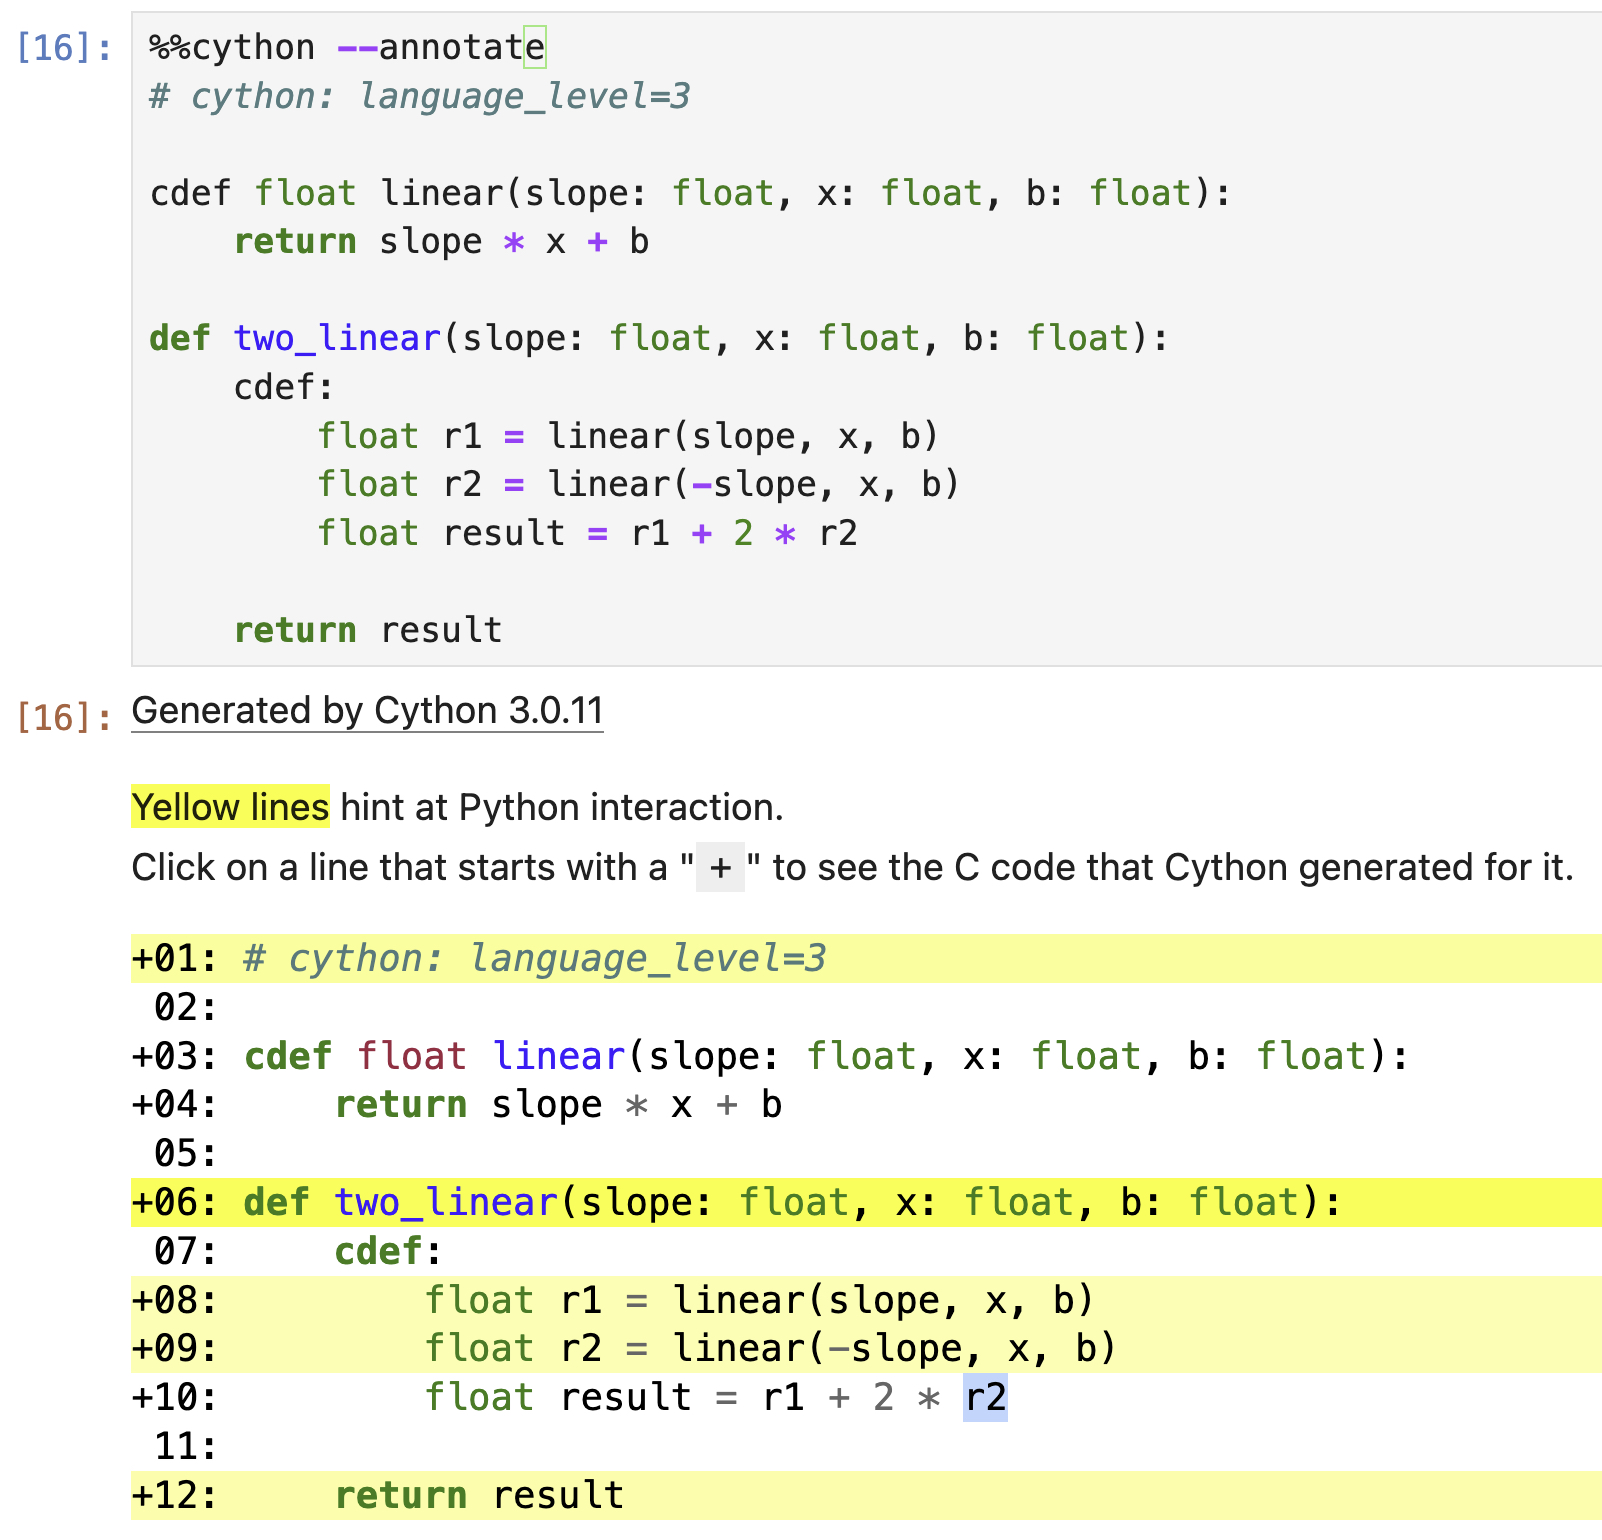 [16]: %%cython --annotate
# cython: language_level=3
cdef float linear(slope: float, x: float, b: float):
    return slope * x + b
def two_linear(slope: float, x: float, b: float):
    cdef:
        float r1 = linear(slope, x, b)
        float r2 = linear(-slope, x, b)
        float result = r1 + 2 * r2
    return result
[16]: Generated by Cython 3.0.11
Yellow lines hint at Python interaction.
Click on a line that starts with a "+" to see the C code that Cython generated for it.
+01: # cython: language_level=3
 02:
+03: cdef float linear(slope: float, x: float, b: float):
+04:     return slope * x + b
 05:
+06: def two_linear(slope: float, x: float, b: float):
 07:     cdef:
+08:         float r1 = linear(slope, x, b)
+09:         float r2 = linear(-slope, x, b)
+10:         float result = r1 + 2 * r2
 11:
+12:     return result